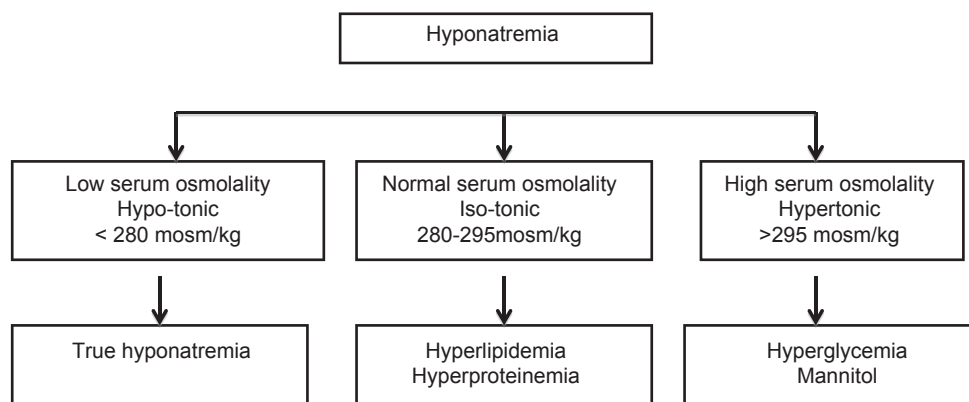 Hyponatremia
Low serum osmolality
Hypo-tonic
< 280 mosm/kg
Normal serum osmolality
Iso-tonic
280-295mosm/kg
High serum osmolality
Hypertonic
>295 mosm/kg
True hyponatremia
Hyperlipidemia
Hyperproteinemia
Hyperglycemia
Mannitol